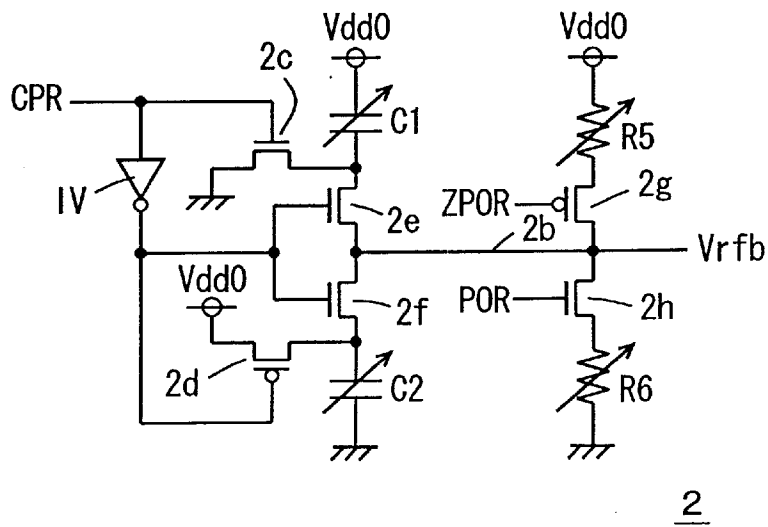 Vdd0
Vdd0
2c
CPR
C1
R5
IV
2g
ZPOR
2e
2b
Vrfb
Vdd0
POR
2f
2h
2d
C2
R6
2